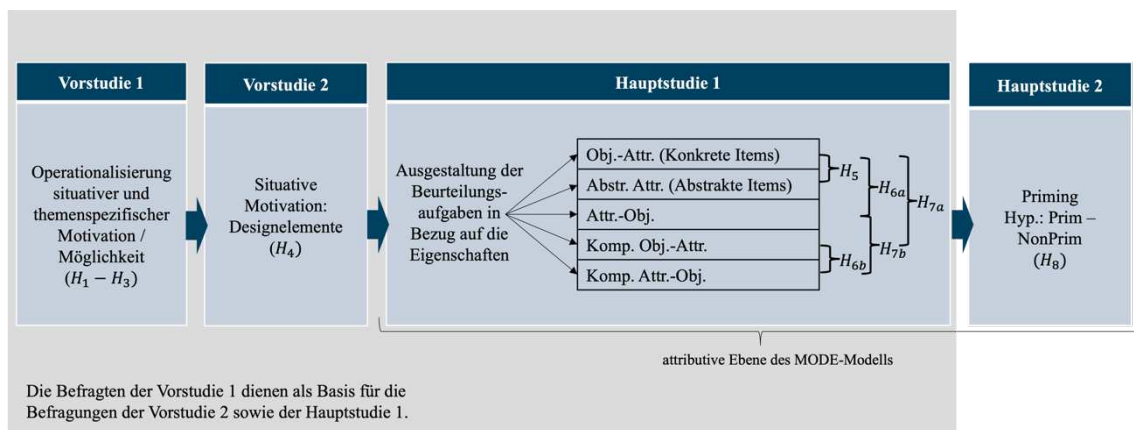 Vorstudie 1
Operationalisierung
situativer und
themenspezifischer
Motivation /
Möglichkeit
(H₁ − H₃)
Vorstudie 2
Situative
Motivation:
Designelemente
(H₄)
Hauptstudie 1
Ausgestaltung der
Beurteilungs-
aufgaben in
Bezug auf die
Eigenschaften
Obj.-Attr. (Konkrete Items)
Abstr. Attr. (Abstrakte Items)
Attr.-Obj.
Komp. Obj.-Attr.
Komp. Attr.-Obj.
H₅
H₆ₐ
H₇ₐ
H₆b
H₇b
Hauptstudie 2
Priming
Hyp.: Prim –
NonPrim
(H₈)
attributive Ebene des MODE-Modells
Die Befragten der Vorstudie 1 dienen als Basis für die
Befragungen der Vorstudie 2 sowie der Hauptstudie 1.